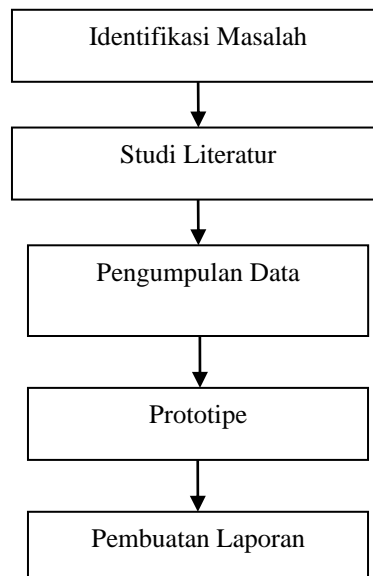 Identifikasi Masalah
Studi Literatur
Pengumpulan Data
Prototipe
Pembuatan Laporan